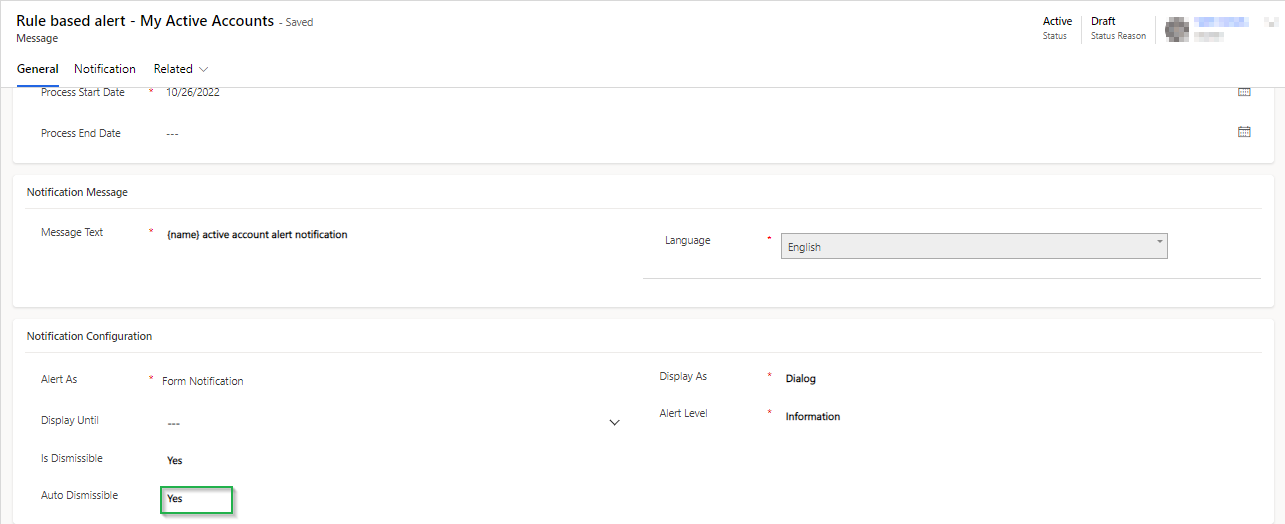 Rule based alert - My Active Accounts - Saved
Message
Active
Status
Draft
Status Reason
General Notification Related
Process Start Date * 10/26/2022
Process End Date ---
Notification Message
Message Text * {name} active account alert notification
Language * English
Notification Configuration
Alert As * Form Notification
Display As * Dialog
Display Until ---
Alert Level * Information
Is Dismissible Yes
Auto Dismissible Yes